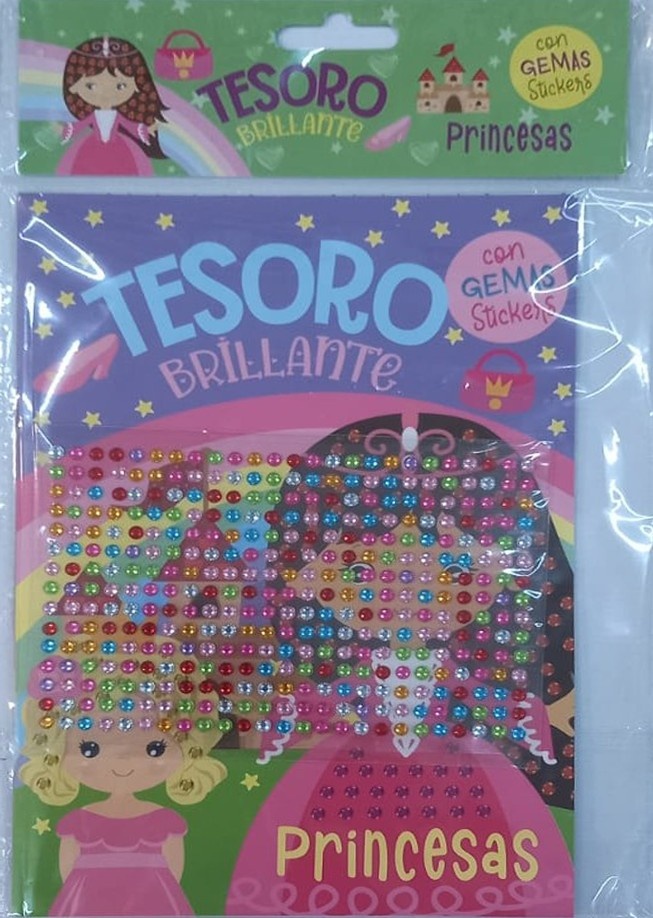 TESORO
BRILLANTE
con
GEMAS
Stickers
Princesas
TESORO
BRILLANTE
con
GEMAS
Stickers
Princesas